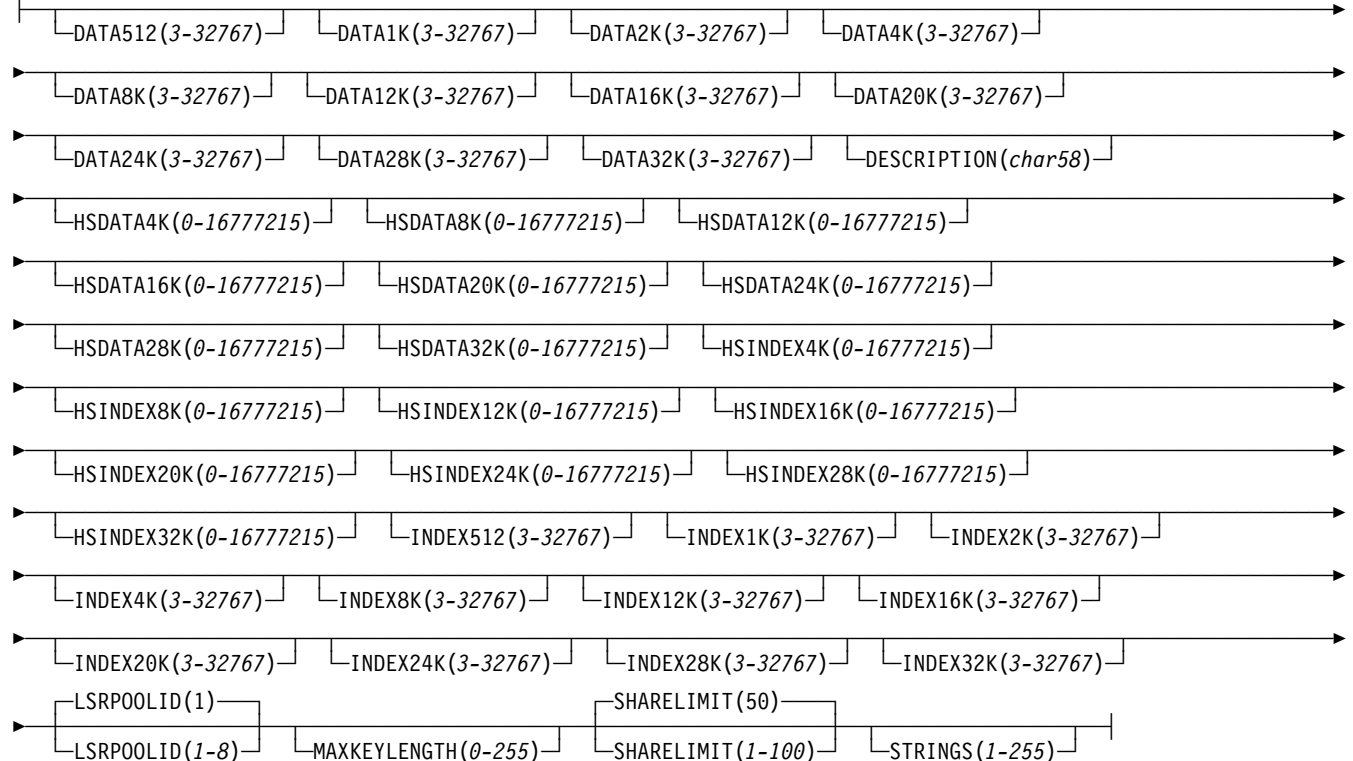 DATA512(3-32767) DATA1K(3-32767) DATA2K(3-32767) DATA4K(3-32767)
DATA8K(3-32767) DATA12K(3-32767) DATA16K(3-32767) DATA20K(3-32767)
DATA24K(3-32767) DATA28K(3-32767) DATA32K(3-32767) DESCRIPTION(char58)
HSDATA4K(0-16777215) HSDATA8K(0-16777215) HSDATA12K(0-16777215)
HSDATA16K(0-16777215) HSDATA20K(0-16777215) HSDATA24K(0-16777215)
HSDATA28K(0-16777215) HSDATA32K(0-16777215) HSINDEX4K(0-16777215)
HSINDEX8K(0-16777215) HSINDEX12K(0-16777215) HSINDEX16K(0-16777215)
HSINDEX20K(0-16777215) HSINDEX24K(0-16777215) HSINDEX28K(0-16777215)
HSINDEX32K(0-16777215) INDEX512(3-32767) INDEX1K(3-32767) INDEX2K(3-32767)
INDEX4K(3-32767) INDEX8K(3-32767) INDEX12K(3-32767) INDEX16K(3-32767)
INDEX20K(3-32767) INDEX24K(3-32767) INDEX28K(3-32767) INDEX32K(3-32767)
LSRPOOLID(1) SHARELIMIT(50)
LSRPOOLID(1-8) MAXKEYLENGTH(0-255) SHARELIMIT(1-100) STRINGS(1-255)